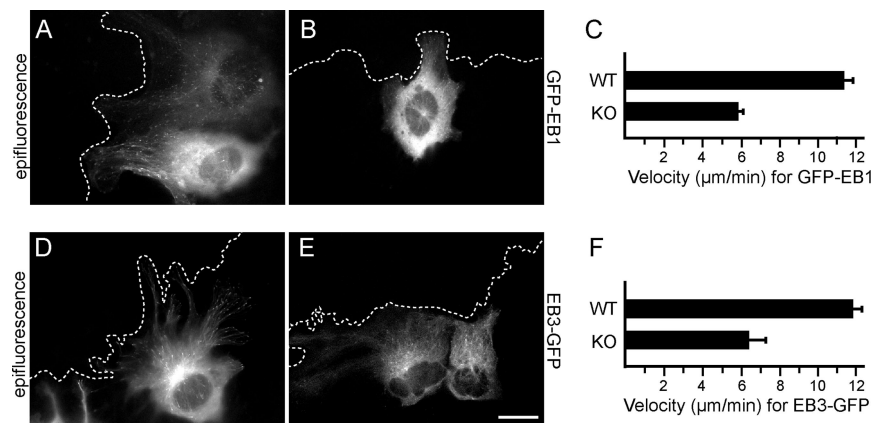 A
B
C
epifluorescence
GFP-EB1
WT
KO
2 4 6 8 10 12
Velocity (µm/min) for GFP-EB1
D
E
F
epifluorescence
EB3-GFP
WT
KO
2 4 6 8 10 12
Velocity (µm/min) for EB3-GFP